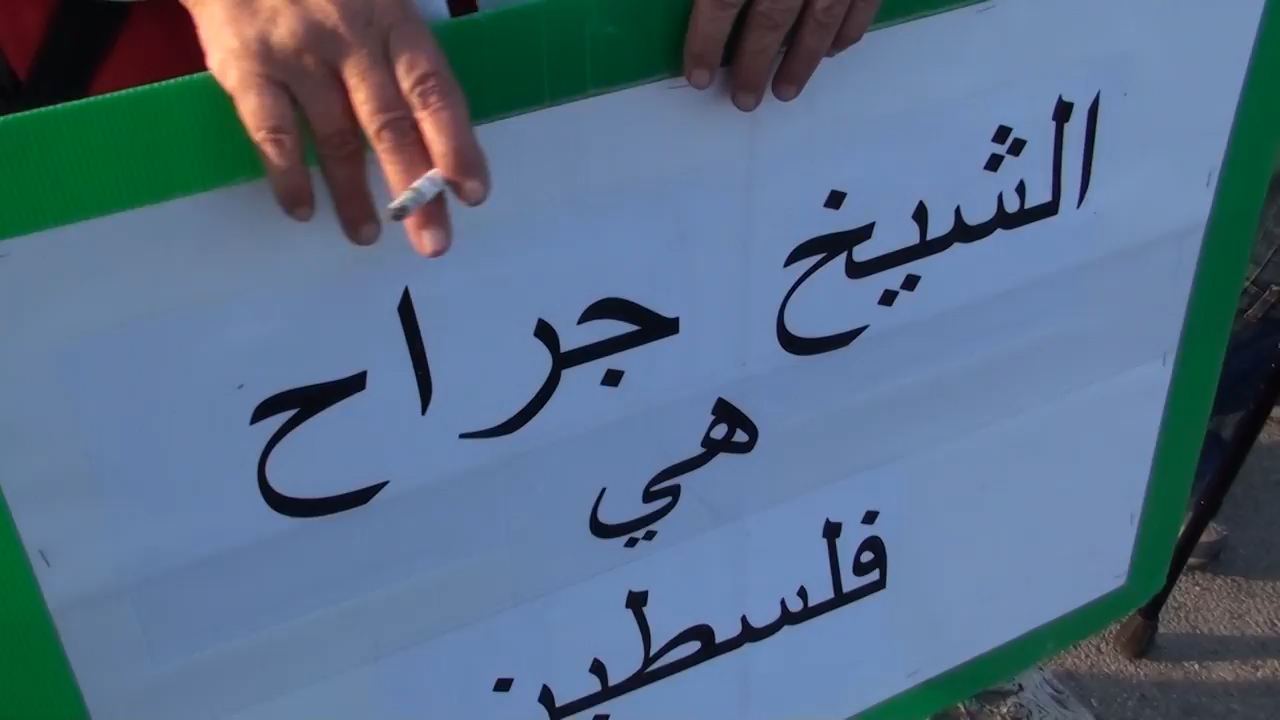 الشيخ جراح
هي
فلسطين